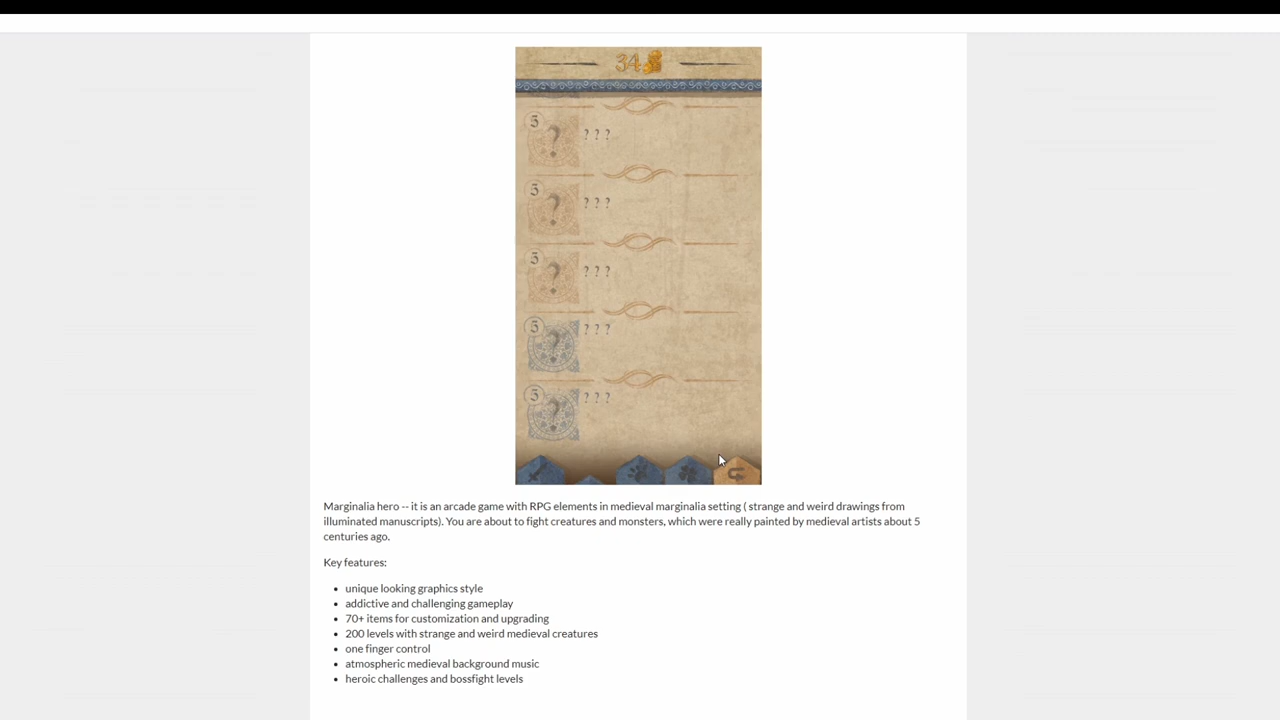 34
5
? ? ?
?
5
? ? ?
?
5
? ? ?
?
5
? ? ?
?
5
? ? ?
?
Marginalia hero -- it is an arcade game with RPG elements in medieval marginalia setting ( strange and weird drawings from
illuminated manuscripts). You are about to fight creatures and monsters, which were really painted by medieval artists about 5
centuries ago.
Key features:
• unique looking graphics style
• addictive and challenging gameplay
• 70+ items for customization and upgrading
• 200 levels with strange and weird medieval creatures
• one finger control
• atmospheric medieval background music
• heroic challenges and bossfight levels